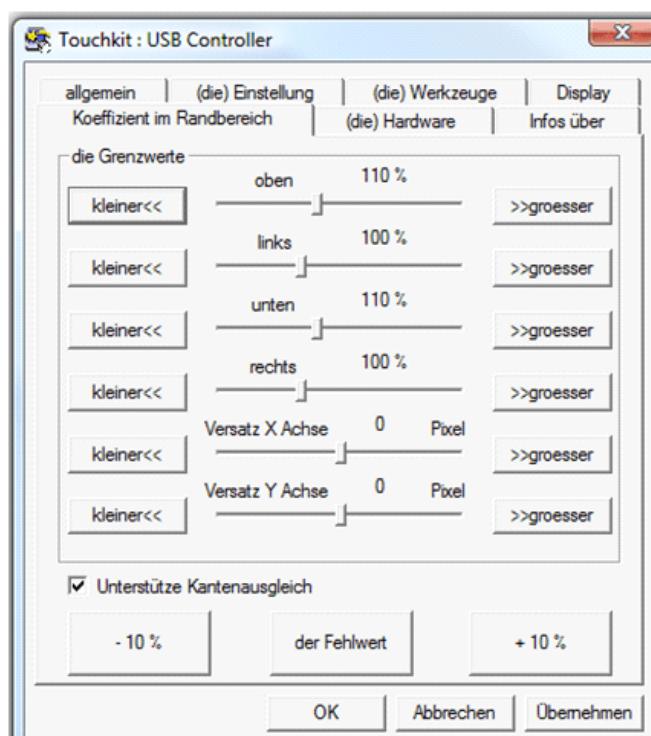 Touchkit : USB Controller
allgemein (die) Einstellung (die) Werkzeuge Display
Koeffizient im Randbereich (die) Hardware Infos über
die Grenzwerte
oben 110 %
kleiner<< >>groesser
links 100 %
kleiner<< >>groesser
unten 110 %
kleiner<< >>groesser
rechts 100 %
kleiner<< >>groesser
Versatz X Achse 0 Pixel
kleiner<< >>groesser
Versatz Y Achse 0 Pixel
kleiner<< >>groesser
Unterstütze Kantenausgleich
- 10 % der Fehlwert + 10 %
OK Abbrechen Übernehmen